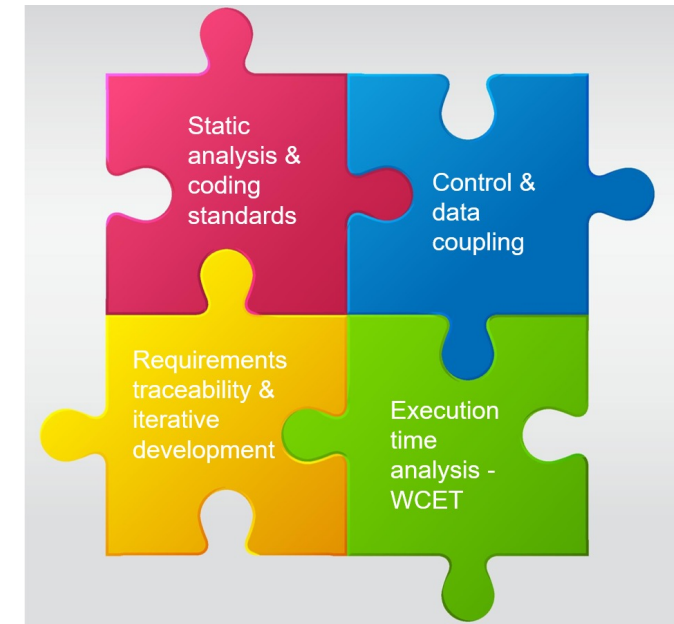 Static
analysis &
coding
standards
Control &
data
coupling
Requirements
traceability &
iterative
development
Execution
time
analysis -
WCET